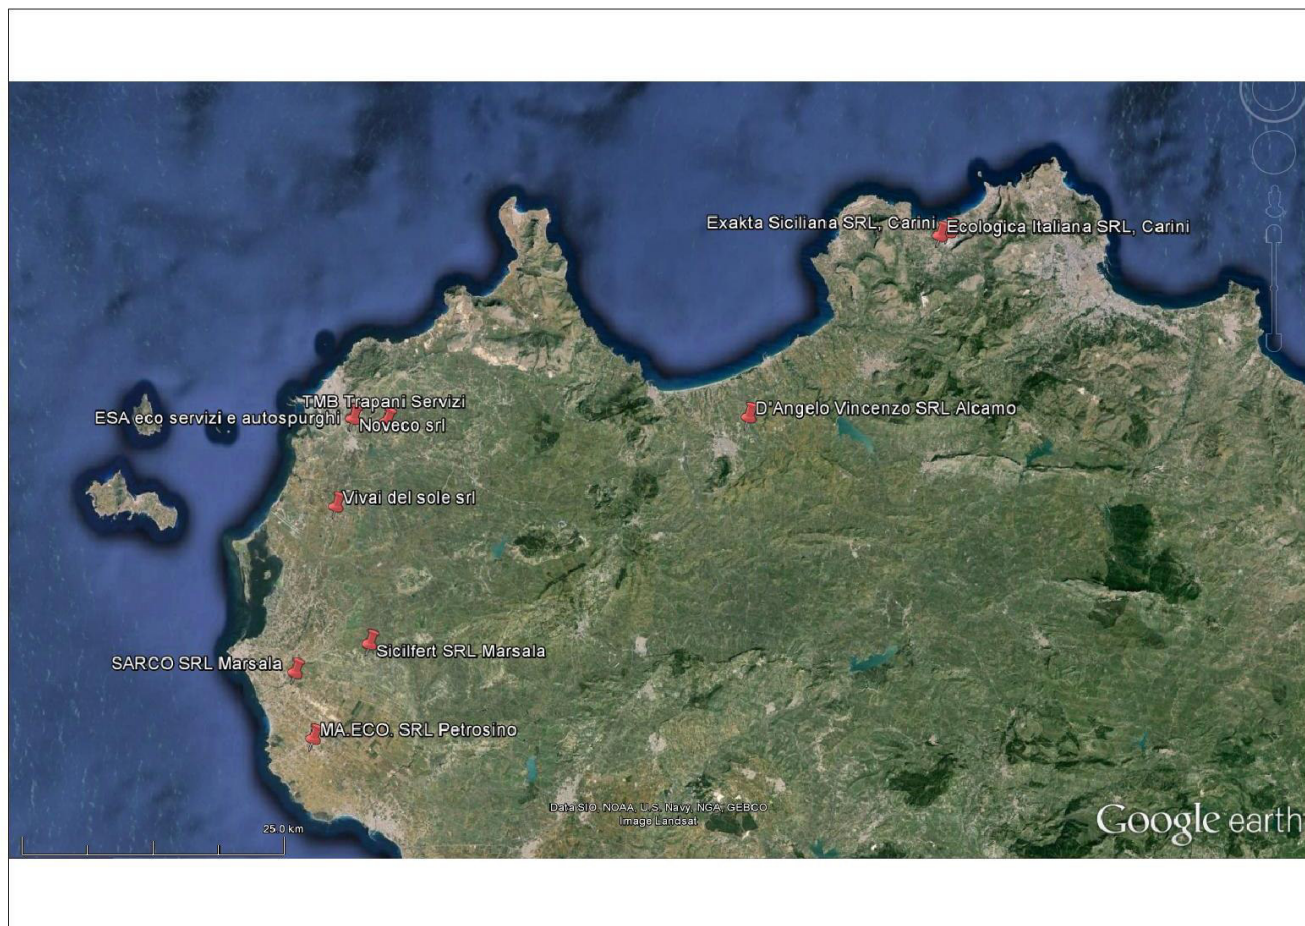 Exakta Siciliana SRL, Carini
Ecologica Italiana SRL, Carini
TMB Trapani Servizi
ESA eco servizi e autospurghi
Noveco srl
D'Angelo Vincenzo SRL Alcamo
Vivai del sole srl
Sicilfert SRL Marsala
SARCO SRL Marsala
MA.ECO. SRL Petrosino
Data SIO, NOAA, U.S. Navy, NGA, GEBCO
Image Landsat
Google earth
25.0 km